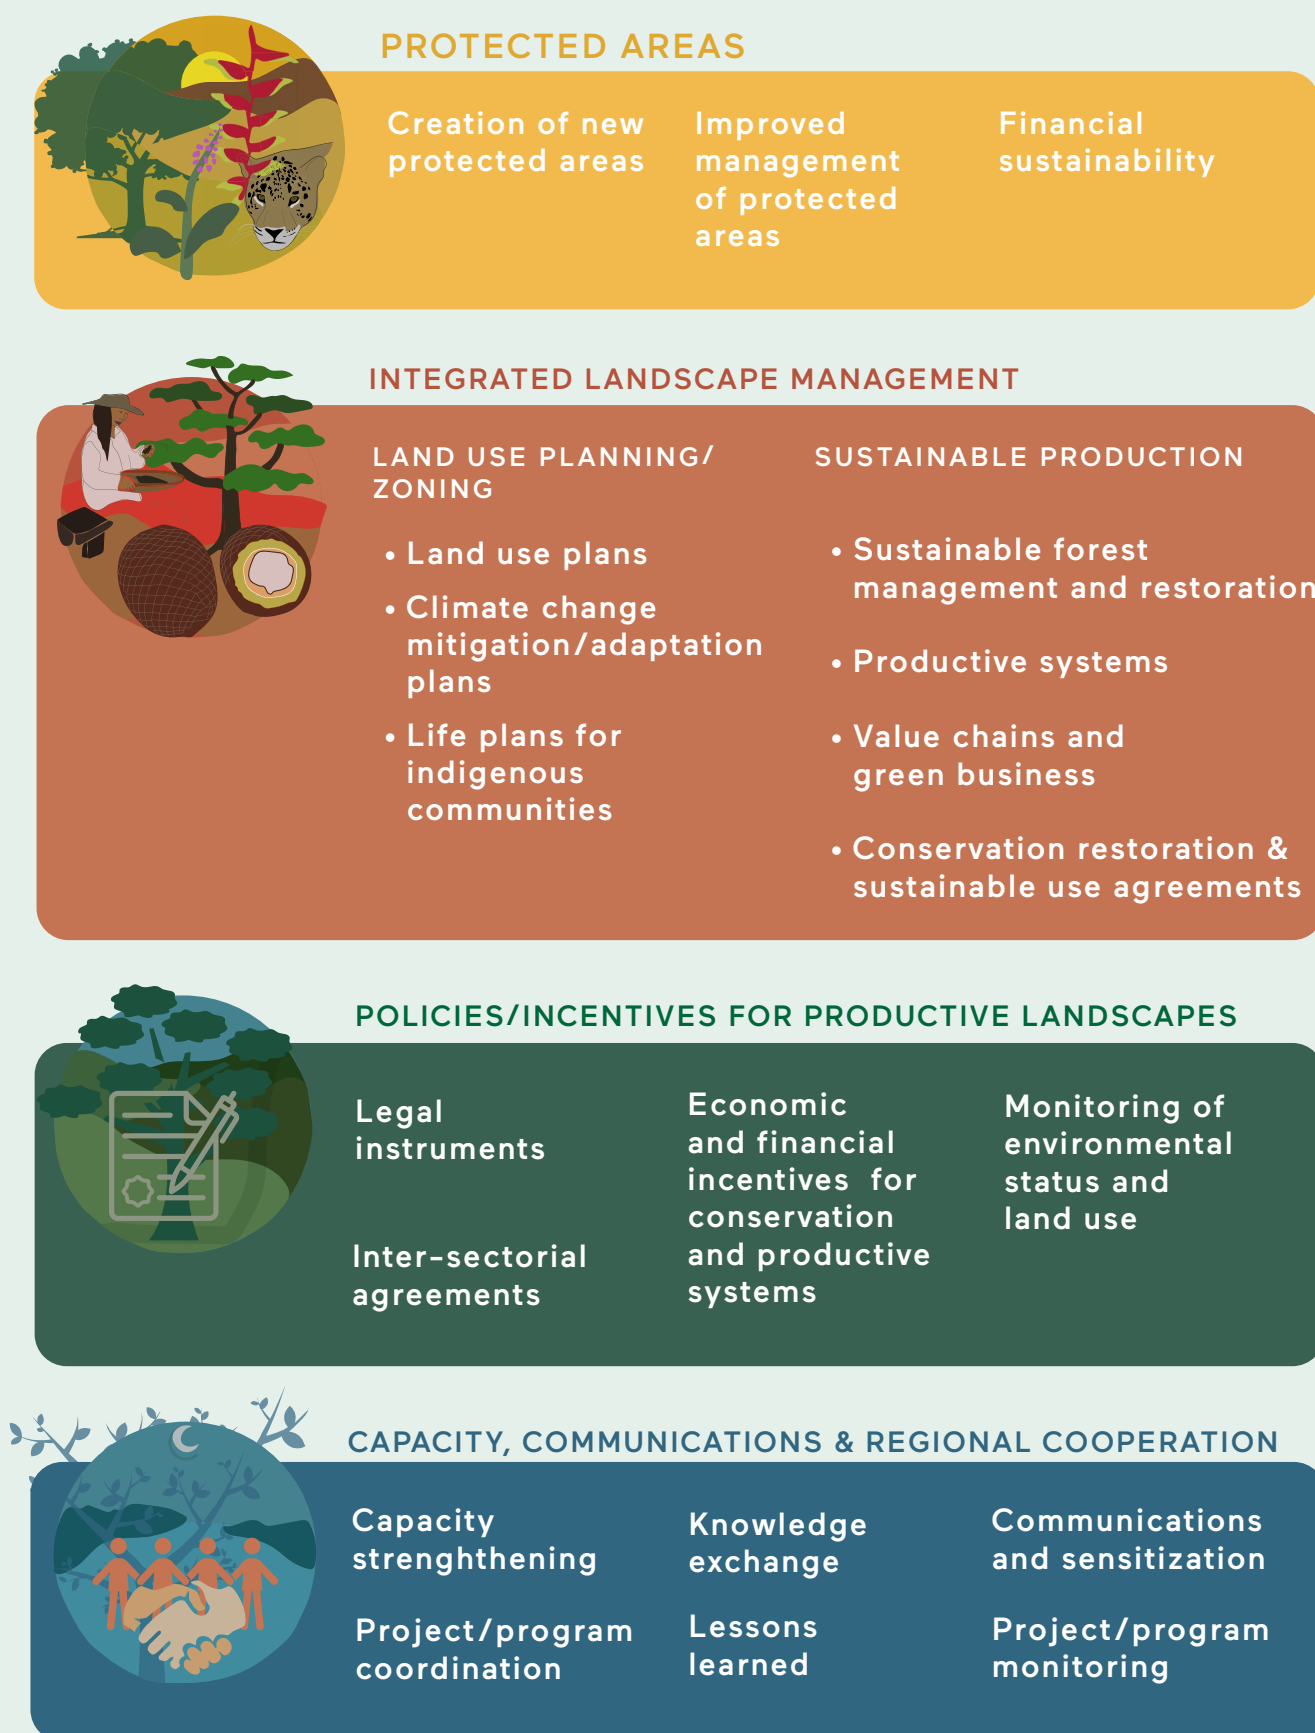 PROTECTED AREAS
Creation of new
protected areas
Improved
management
of protected
areas
Financial
sustainability
INTEGRATED LANDSCAPE MANAGEMENT
LAND USE PLANNING/
ZONING
• Land use plans
• Climate change
mitigation/adaptation
plans
• Life plans for
indigenous
communities
SUSTAINABLE PRODUCTION
• Sustainable forest
management and restoration
• Productive systems
• Value chains and
green business
• Conservation restoration &
sustainable use agreements
POLICIES/INCENTIVES FOR PRODUCTIVE LANDSCAPES
Legal
instruments
Inter-sectorial
agreements
Economic
and financial
incentives for
conservation
and productive
systems
Monitoring of
environmental
status and
land use
CAPACITY, COMMUNICATIONS & REGIONAL COOPERATION
Capacity
strenghthening
Knowledge
exchange
Communications
and sensitization
Project/program
coordination
Lessons
learned
Project/program
monitoring